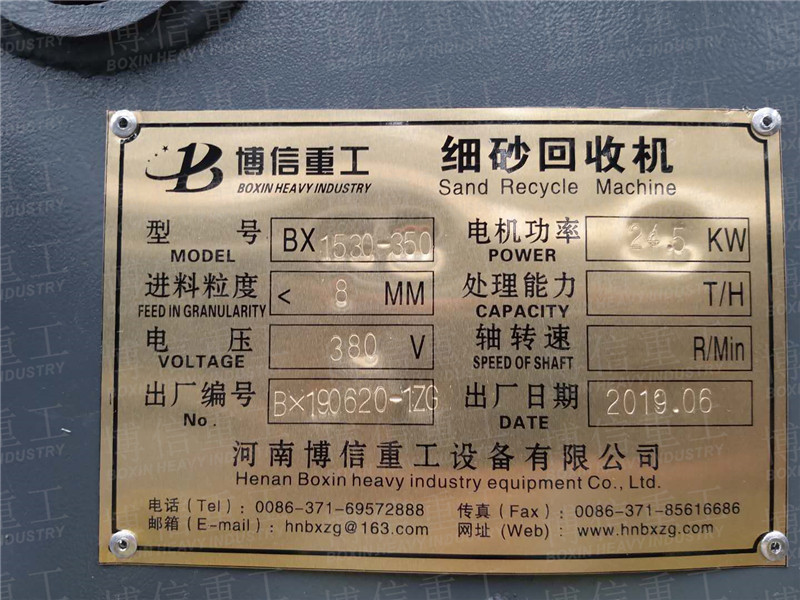 博信重工
BOXIN HEAVY INDUSTRY
细砂回收机
Sand Recycle Machine
型号 MODEL BX1530-350
电机功率 POWER 24.5 KW
进料粒度 FEED IN GRANULARITY < 8 MM
处理能力 CAPACITY T/H
电压 VOLTAGE 380 V
轴转速 SPEED OF SHAFT R/Min
出厂编号 No. BX190620-1ZG
出厂日期 DATE 2019.06
河南博信重工设备有限公司
Henan Boxin heavy industry equipment Co., Ltd.
电话 (Tel) : 0086-371-69572888 传真 (Fax) : 0086-371-85616686
邮箱 (E-mail) : hnbxzg@163.com 网址 (Web) : www.hnbxzg.com